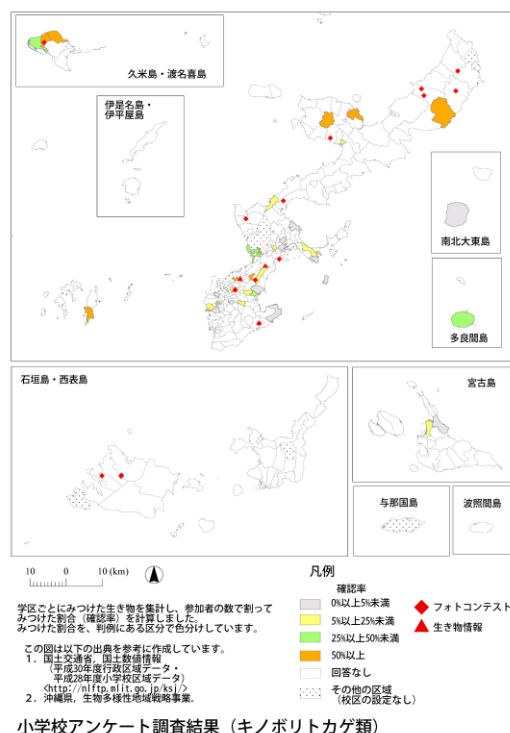 久米島・渡名喜島
伊是名島・
伊平屋島
南北大東島
多良間島
石垣島・西表島
宮古島
与那国島
波照間島
10 0 10 (km)
学区ごとにみつけた生き物を集計し、参加者の数で割って
みつけた割合（確認率）を計算しました。
みつけた割合を、判例にある区分で色分けしています。
この図は以下の出典を参考に作成しています。
1. 国土交通省，国土数値情報
（平成30年度行政区域データ・
平成28年度小学校区域データ）
<http://nlftp.mlit.go.jp/ksj/>
2. 沖縄県，生物多様性地域戦略事業．
凡例
確認率
0%以上5%未満
5%以上25%未満
25%以上50%未満
50%以上
回答なし
その他の区域
（校区の設定なし）
フォトコンテスト
生き物情報
小学校アンケート調査結果（キノボリトカゲ類）